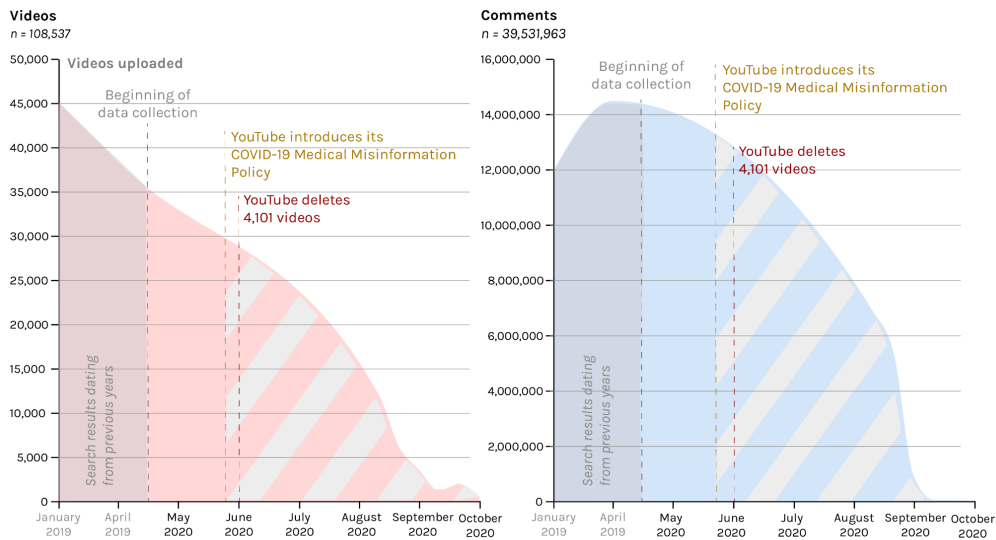 Videos
n = 108,537
50,000
Videos uploaded
45,000
40,000
35,000
30,000
25,000
20,000
15,000
10,000
5,000
0
Beginning of
data collection
YouTube introduces its
COVID-19 Medical Misinformation
Policy
YouTube deletes
4,101 videos
Search results dating
from previous years
January
2019
April
2019
May
2020
June
2020
July
2020
August
2020
September
2020
October
2020
Comments
n = 39,531,963
16,000,000
14,000,000
12,000,000
10,000,000
8,000,000
6,000,000
4,000,000
2,000,000
0
Beginning of
data collection
YouTube introduces its
COVID-19 Medical Misinformation
Policy
YouTube deletes
4,101 videos
Search results dating
from previous years
January
2019
April
2019
May
2020
June
2020
July
2020
August
2020
September
2020
October
2020